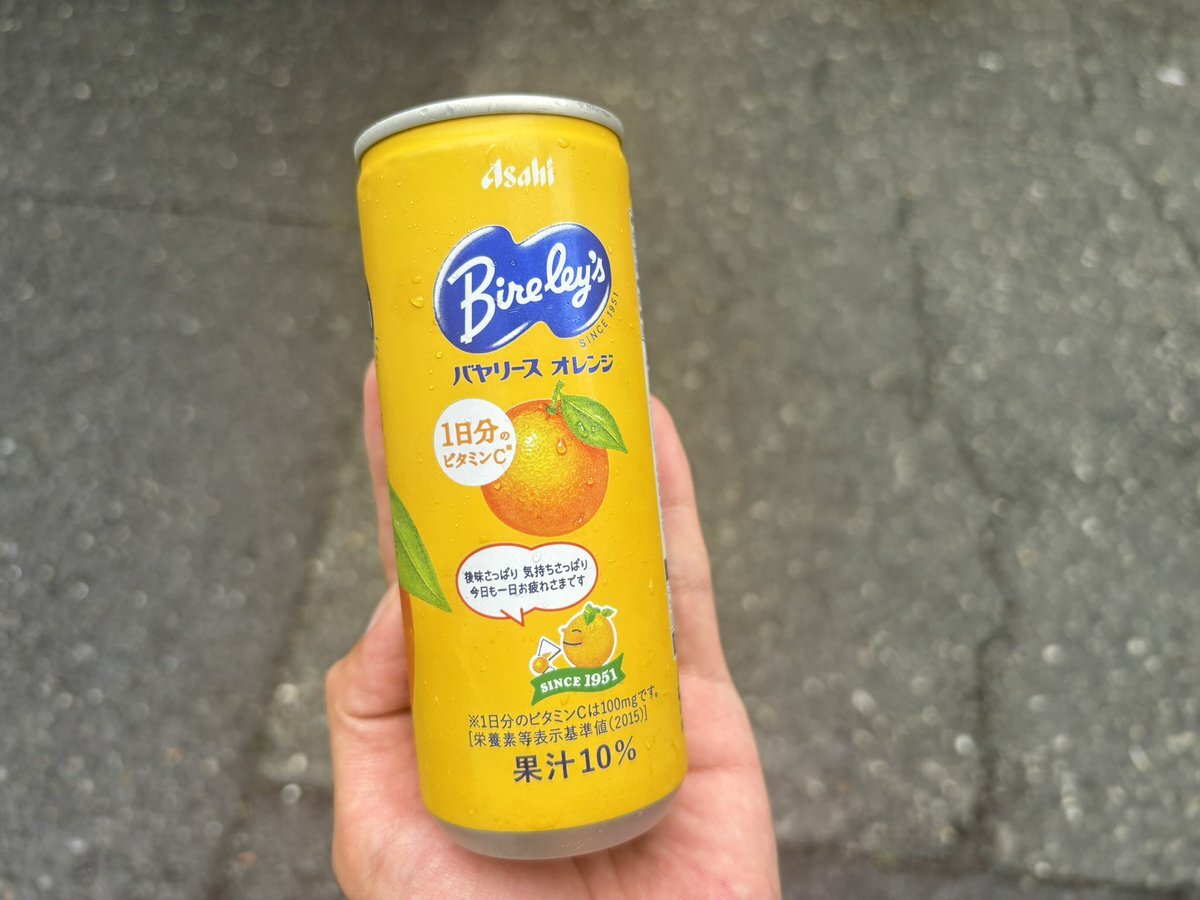 Asahi
Bireley's
SINCE 1951
バヤリース オレンジ
1日分の
ビタミンC※
後味さっぱり 気持ちさっぱり
今日も一日お疲れさまです
SINCE 1951
※1日分のビタミンCは100mgです。
[栄養素等表示基準値(2015)]
果汁10%